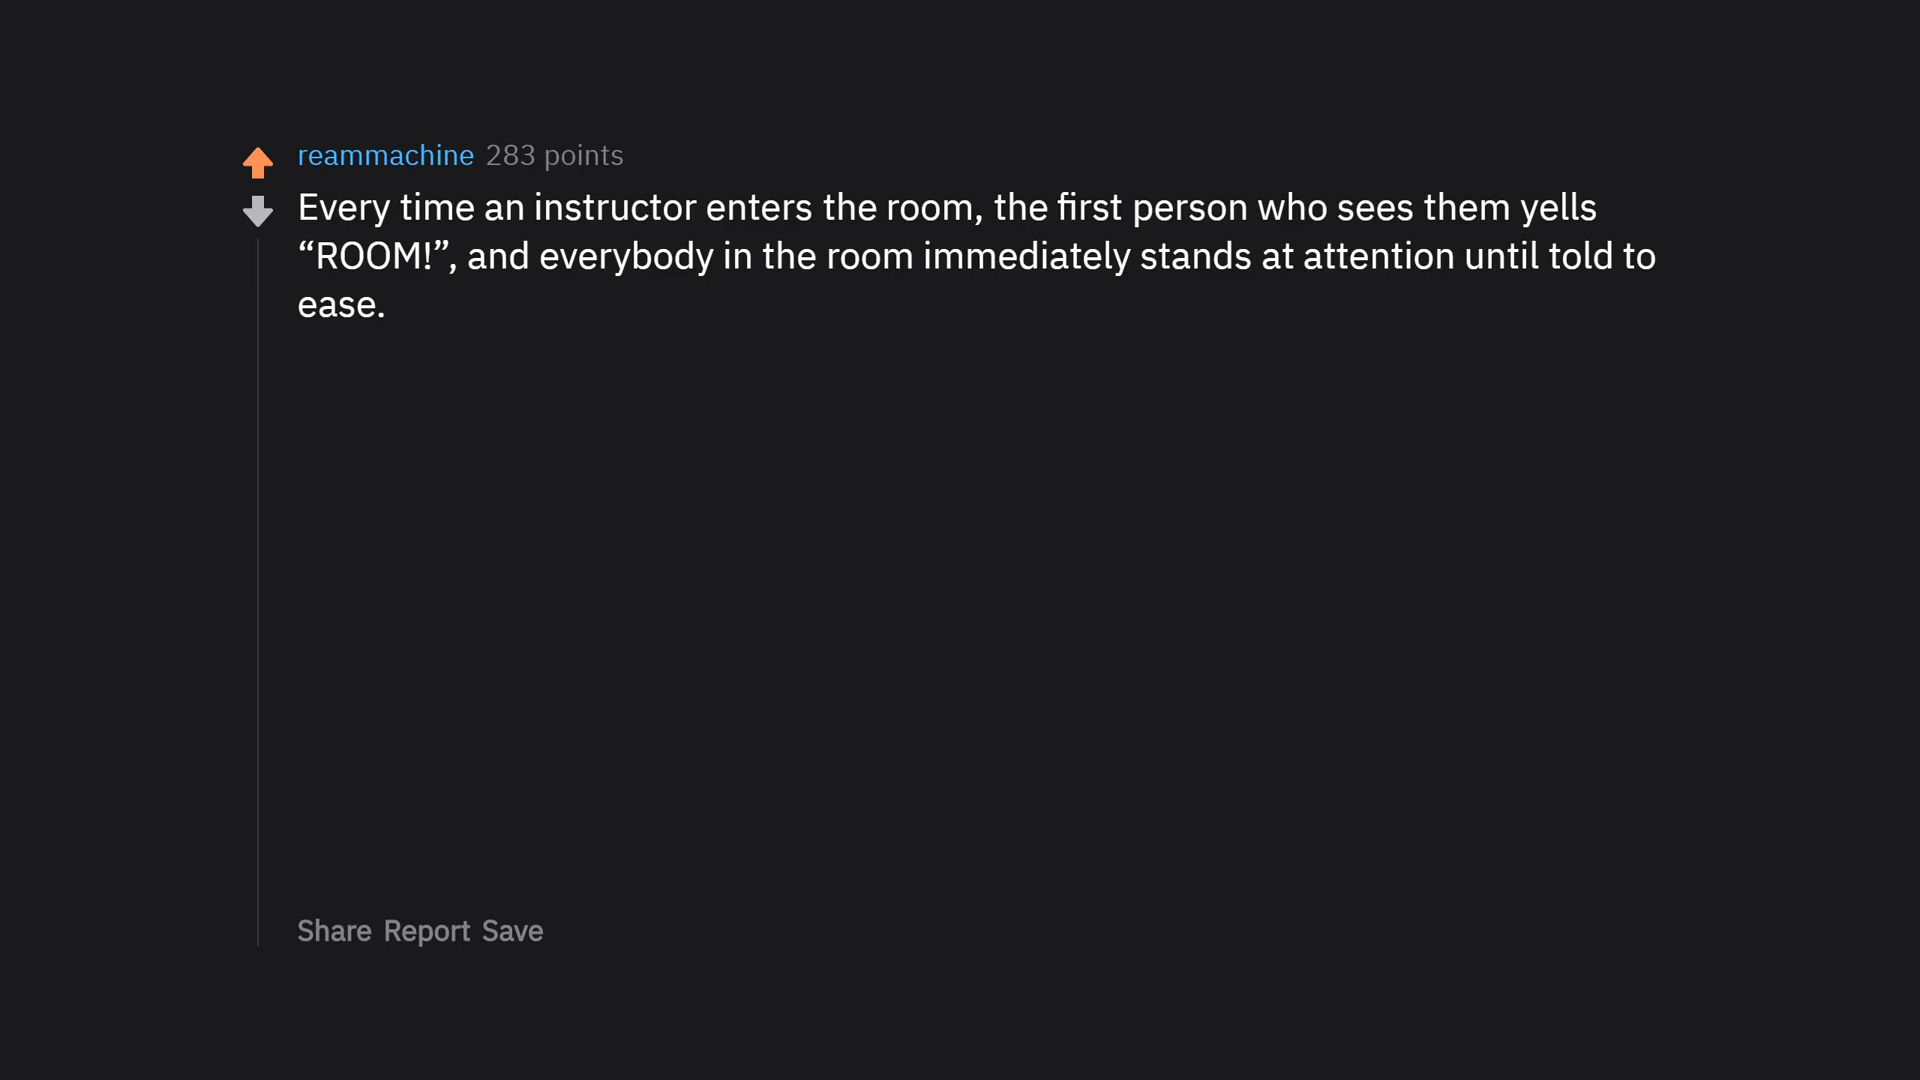 reammachine 283 points
Every time an instructor enters the room, the first person who sees them yells
“ROOM!”, and everybody in the room immediately stands at attention until told to
ease.
Share Report Save